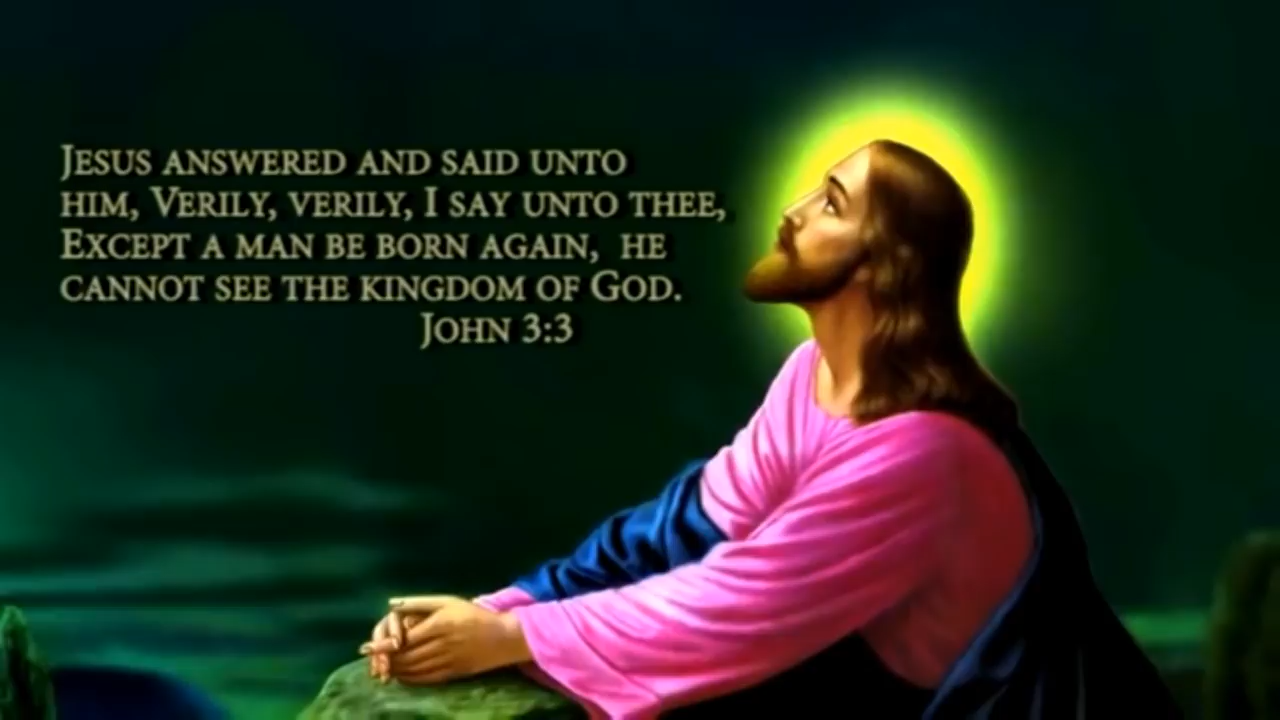 Jesus answered and said unto
him, Verily, verily, I say unto thee,
Except a man be born again, he
cannot see the kingdom of God.
John 3:3